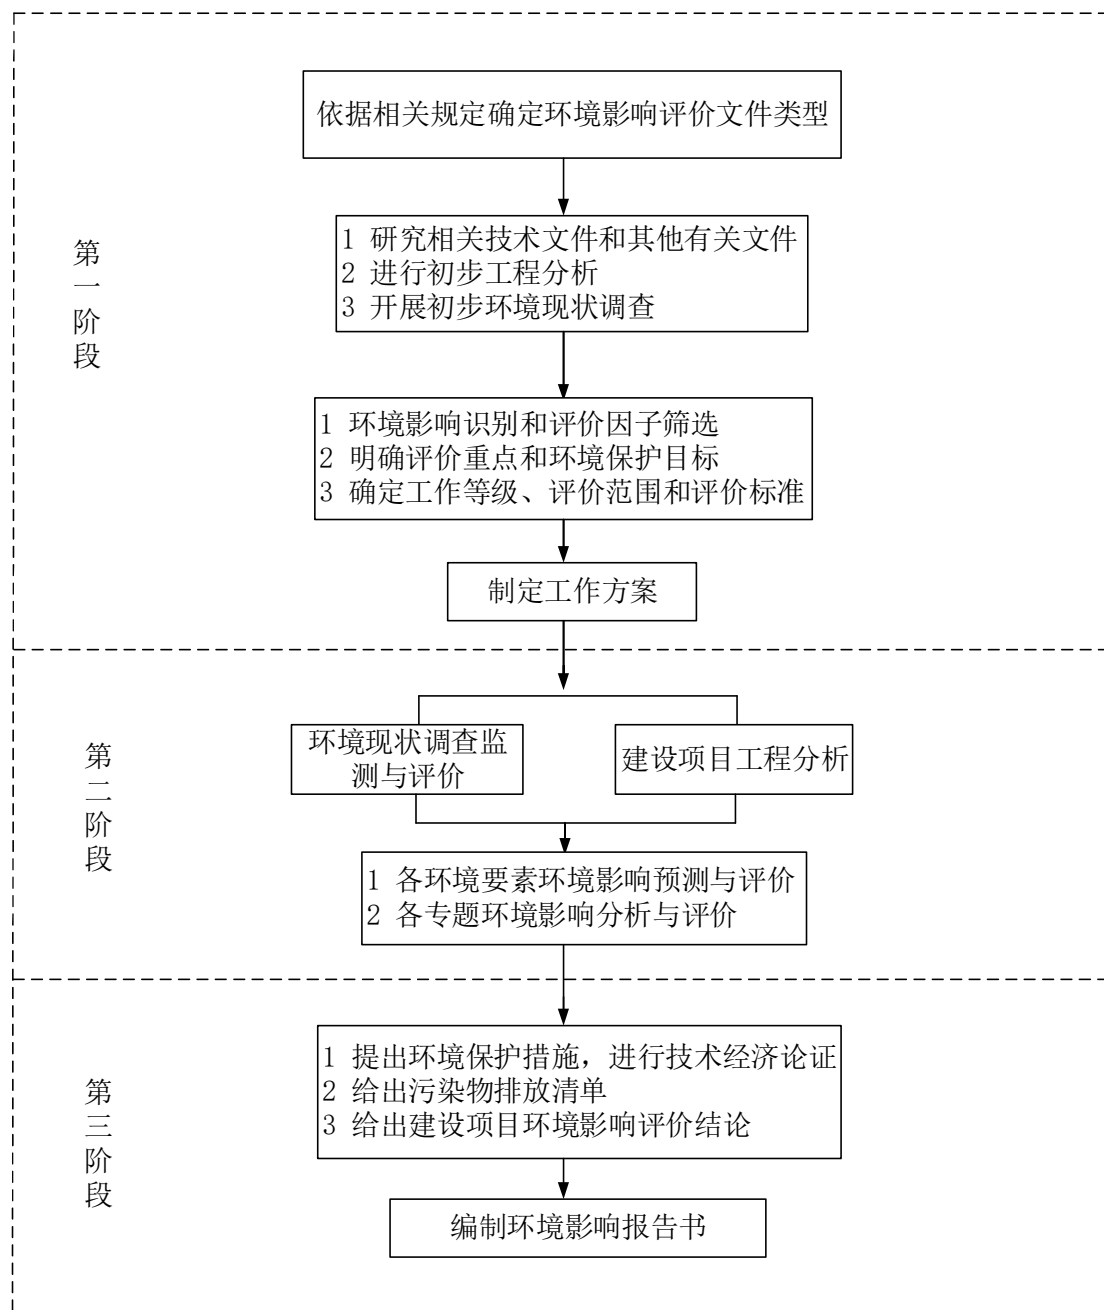 依据相关规定确定环境影响评价文件类型
第一阶段
1 研究相关技术文件和其他有关文件
2 进行初步工程分析
3 开展初步环境现状调查
1 环境影响识别和评价因子筛选
2 明确评价重点和环境保护目标
3 确定工作等级、评价范围和评价标准
制定工作方案
第二阶段
环境现状调查监
测与评价
建设项目工程分析
1 各环境要素环境影响预测与评价
2 各专题环境影响分析与评价
第三阶段
1 提出环境保护措施，进行技术经济论证
2 给出污染物排放清单
3 给出建设项目环境影响评价结论
编制环境影响报告书